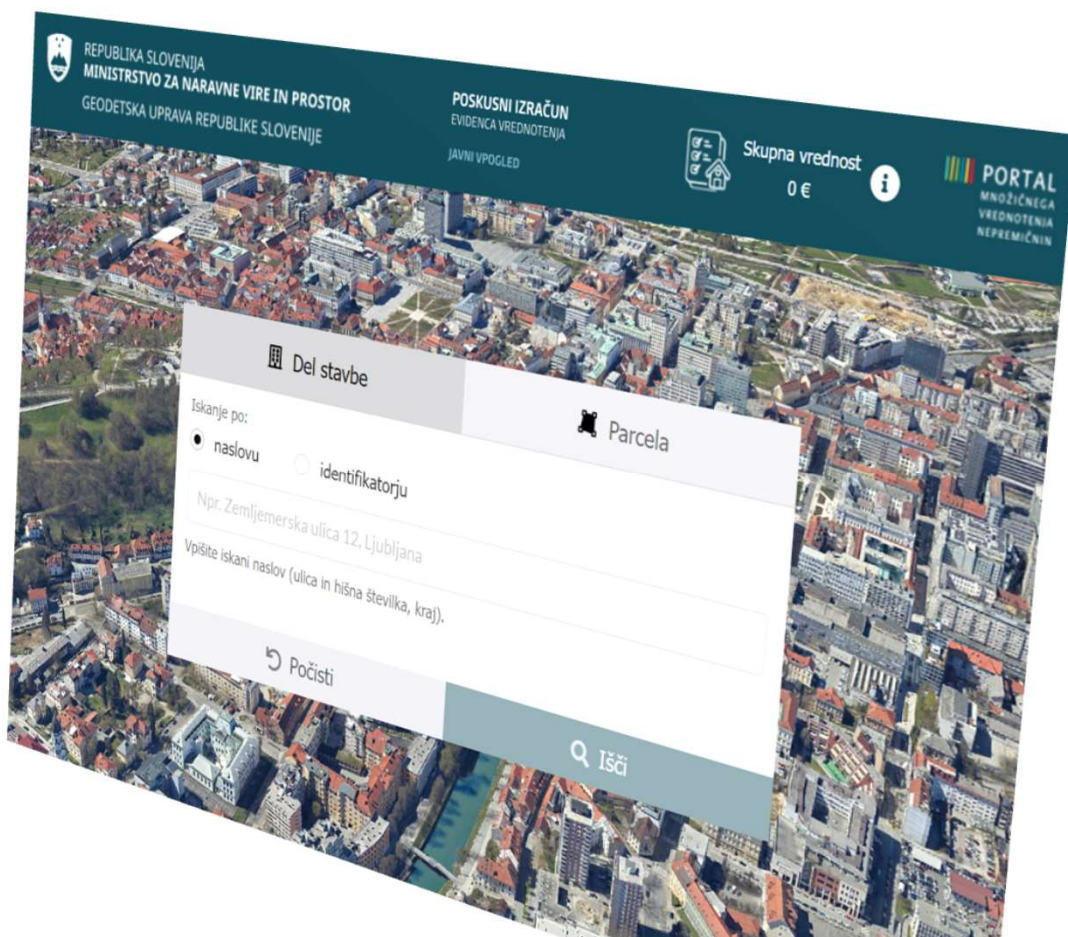 REPUBLIKA SLOVENIJA
MINISTRSTVO ZA NARAVNE VIRE IN PROSTOR
GEODETSKA UPRAVA REPUBLIKE SLOVENIJE
POSKUSNI IZRAČUN
EVIDENCA VREDNOTENJA
JAVNI VPOGLED
Skupna vrednost
0 €
PORTAL
MNOŽIČNEGA
VREDNOTENJA
NEPREMIČNIN
Del stavbe
Parcela
Iskanje po:
naslovu
identifikatorju
Npr. Zemljemerska ulica 12, Ljubljana
Vpišite iskani naslov (ulica in hišna številka, kraj).
Počisti
Išči